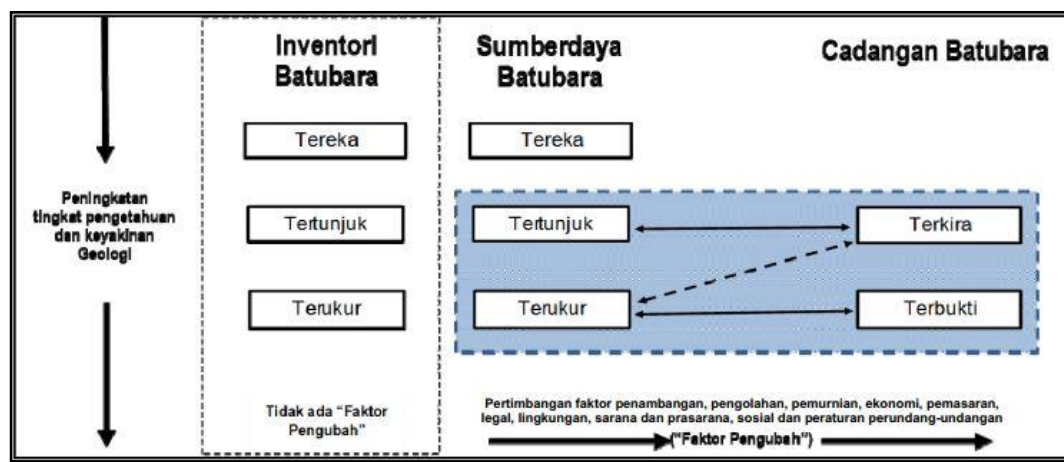 Inventori
Batubara
Sumberdaya
Batubara
Cadangan Batubara
Tereka
Tereka
Peningkatan
tingkat pengetahuan
dan keyakinan
Geologi
Tertunjuk
Tertunjuk
Terkira
Terukur
Terukur
Terbukti
Tidak ada “Faktor
Pengubah”
Pertimbangan faktor penambangan, pengolahan, pemurnian, ekonomi, pemasaran,
legal, lingkungan, sarana dan prasarana, sosial dan peraturan perundang-undangan
(“Faktor Pengubah”)